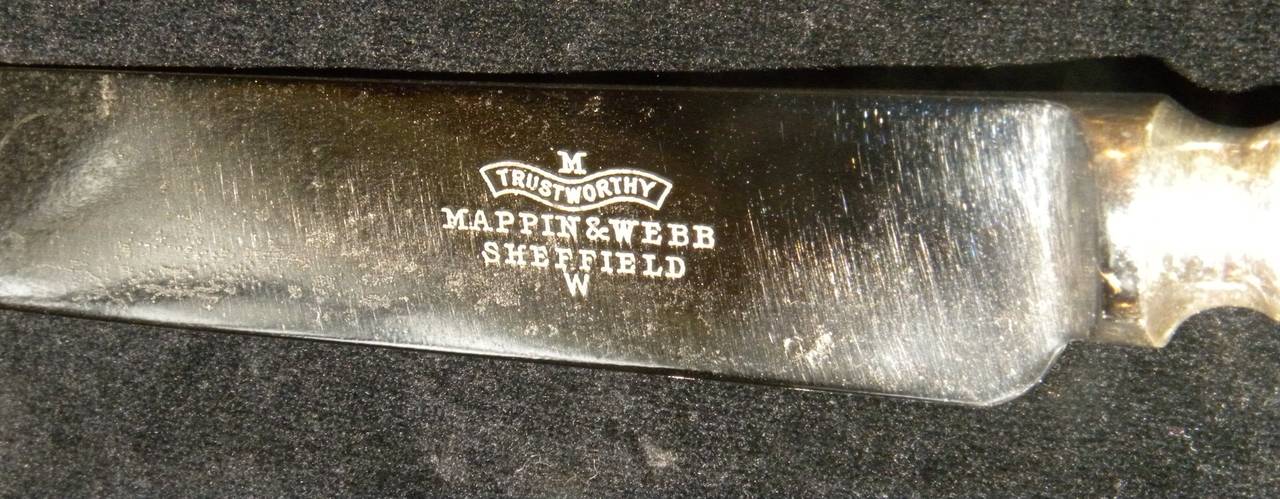 M
TRUSTWORTHY
MAPPIN & WEBB
SHEFFIELD
W